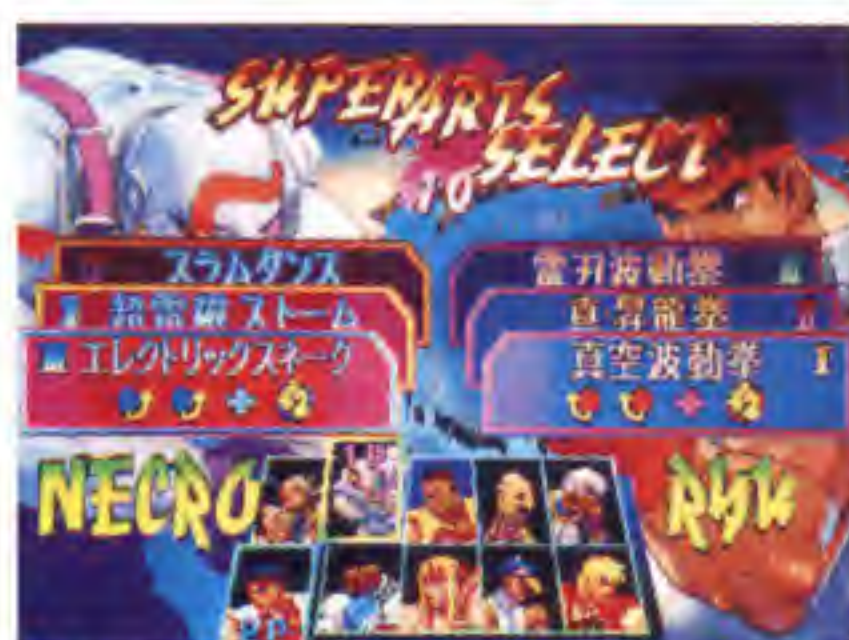 SUPER ARTS
SELECT
10
スラムダンス
超電磁ストーム
エレクトリックスネーク
電刃波動拳
真昇龍拳
真空波動拳
NECRO
RYU